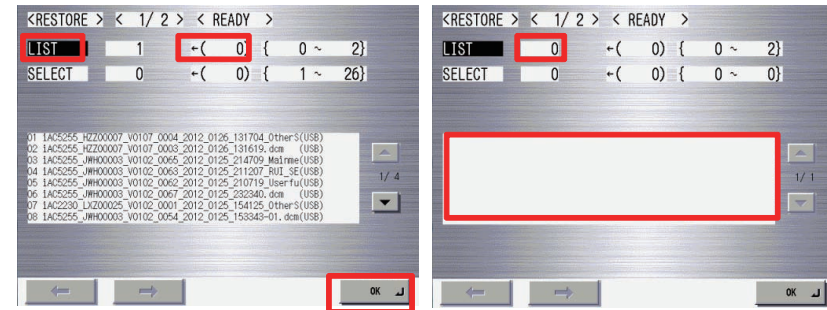 <RESTORE > < 1/ 2 > < READY >
LIST 1 ←( 0) { 0 ~ 2}
SELECT 0 ←( 0) { 1 ~ 26}
01 1AC5255_HZZ00007_V0107_0004_2012_0126_131704_OtherS(USB)
02 1AC5255_HZZ00007_V0107_0003_2012_0126_131619.dcm (USB)
03 1AC5255_JWH00003_V0102_0065_2012_0125_214709_Mainme(USB)
04 1AC5255_JWH00003_V0102_0063_2012_0125_211207_RUI_SE(USB)
05 1AC5255_JWH00003_V0102_0062_2012_0125_210719_Userfu(USB)
06 1AC5255_JWH00003_V0102_0067_2012_0125_232340.dcm (USB)
07 1AC2230_LXZ00025_V0102_0001_2012_0125_154125_OtherS(USB)
08 1AC5255_JWH00003_V0102_0054_2012_0125_153343-01.dcm(USB)
1/ 4
OK
<RESTORE > < 1/ 2 > < READY >
LIST 0 ←( 0) { 0 ~ 2}
SELECT 0 ←( 0) { 0 ~ 0}
1/ 1
OK